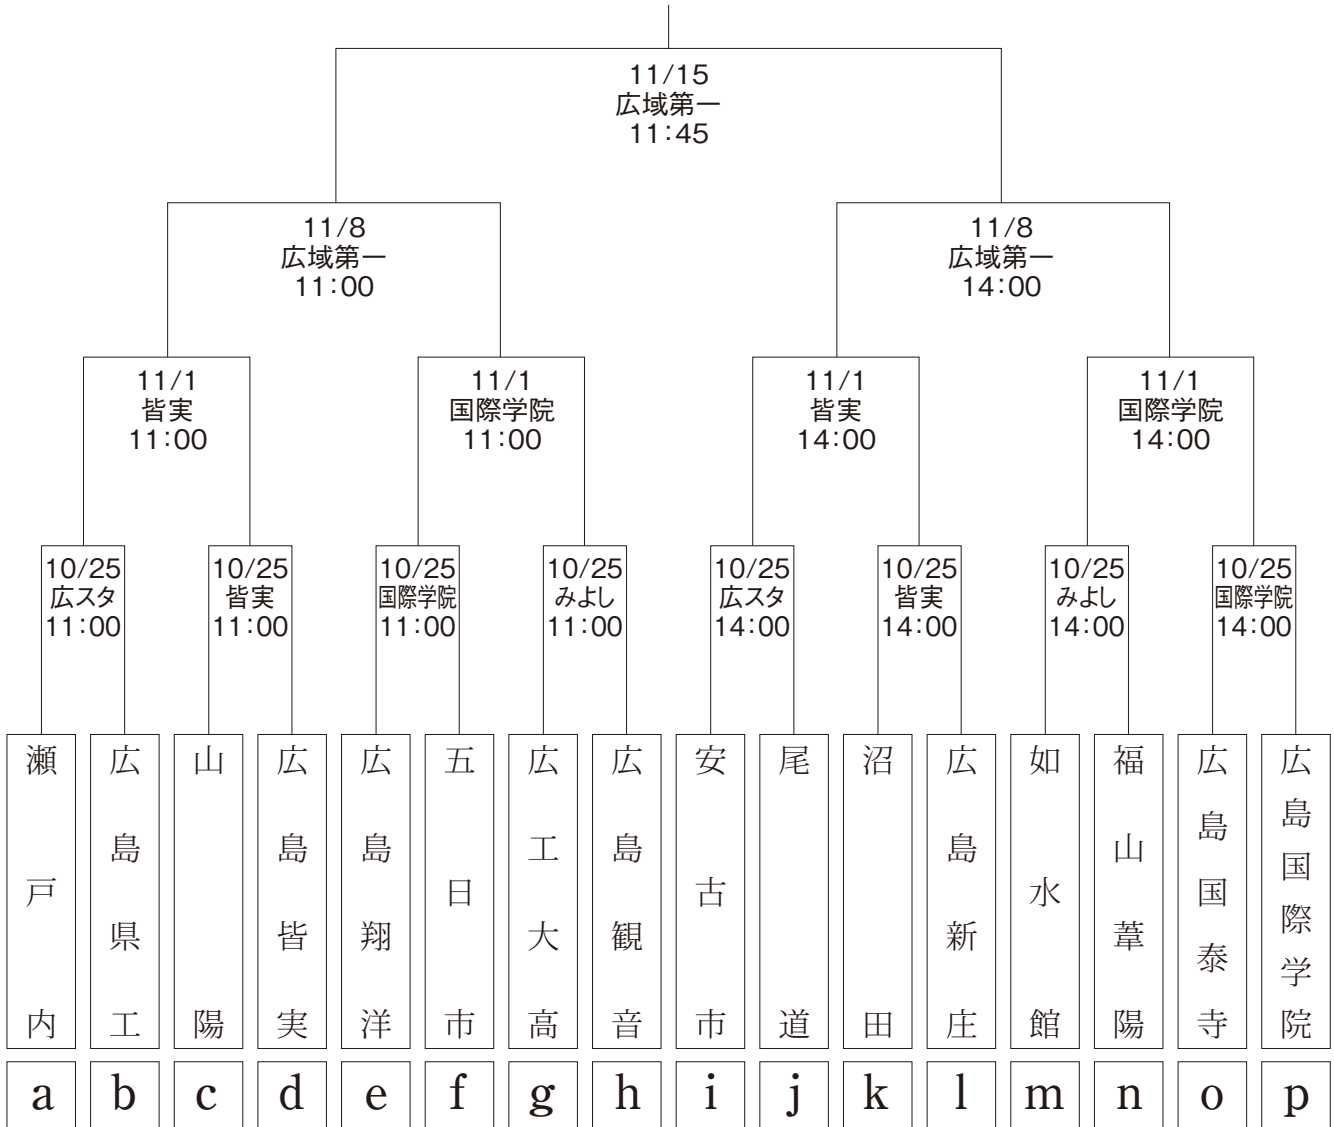 11/15
広域第一
11:45
11/8
広域第一
11:00
11/8
広域第一
14:00
11/1
皆実
11:00
11/1
国際学院
11:00
11/1
皆実
14:00
11/1
国際学院
14:00
10/25
広スタ
11:00
10/25
皆実
11:00
10/25
国際学院
11:00
10/25
みよし
11:00
10/25
広スタ
14:00
10/25
皆実
14:00
10/25
みよし
14:00
10/25
国際学院
14:00
瀬戸内
広島県工
山陽
広島皆実
広島翔洋
五日市
広工大高
広島観音
安古市
尾道
沼田
広島新庄
如水館
福山葦陽
広島国泰寺
広島国際学院
a b c d e f g h i j k l m n o p